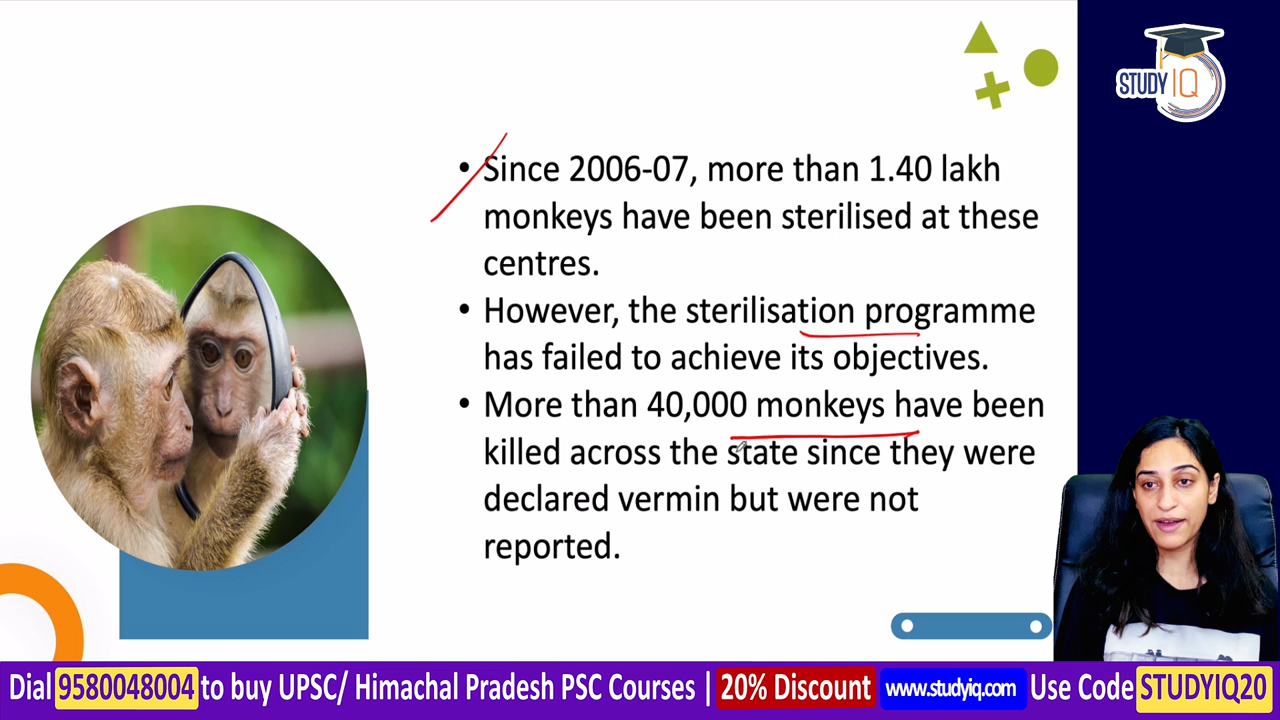 STUDY IQ
• Since 2006-07, more than 1.40 lakh
monkeys have been sterilised at these
centres.
• However, the sterilisation programme
has failed to achieve its objectives.
• More than 40,000 monkeys have been
killed across the state since they were
declared vermin but were not
reported.
Dial 9580048004 to buy UPSC/ Himachal Pradesh PSC Courses | 20% Discount www.studyiq.com Use Code STUDYIQ20